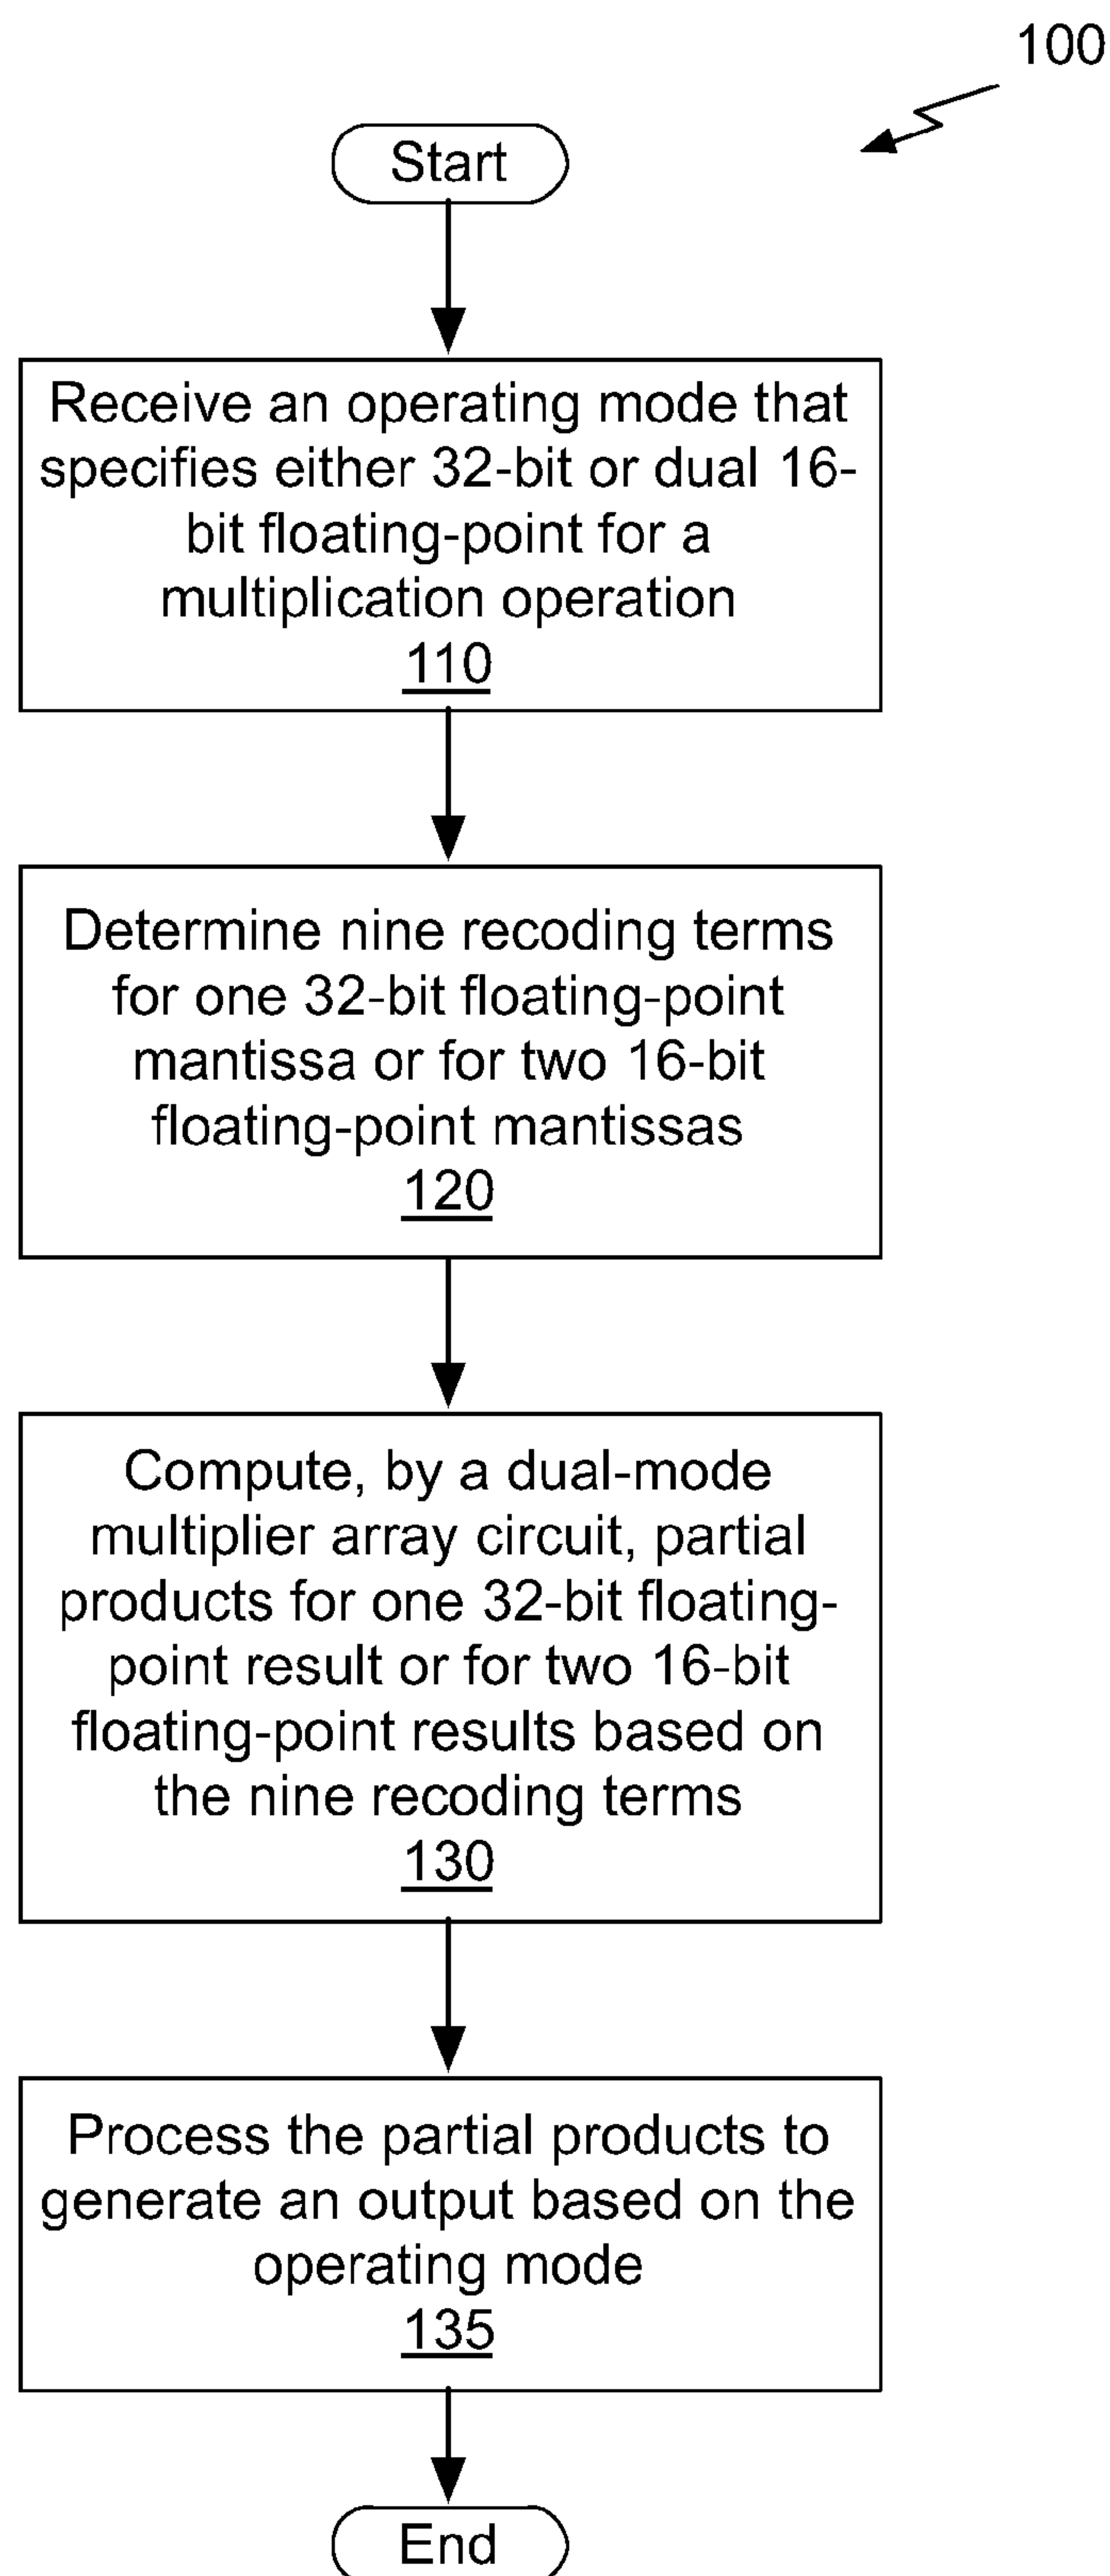 100
Start
Receive an operating mode that
specifies either 32-bit or dual 16-
bit floating-point for a
multiplication operation
110
Determine nine recoding terms
for one 32-bit floating-point
mantissa or for two 16-bit
floating-point mantissas
120
Compute, by a dual-mode
multiplier array circuit, partial
products for one 32-bit floating-
point result or for two 16-bit
floating-point results based on
the nine recoding terms
130
Process the partial products to
generate an output based on the
operating mode
135
End